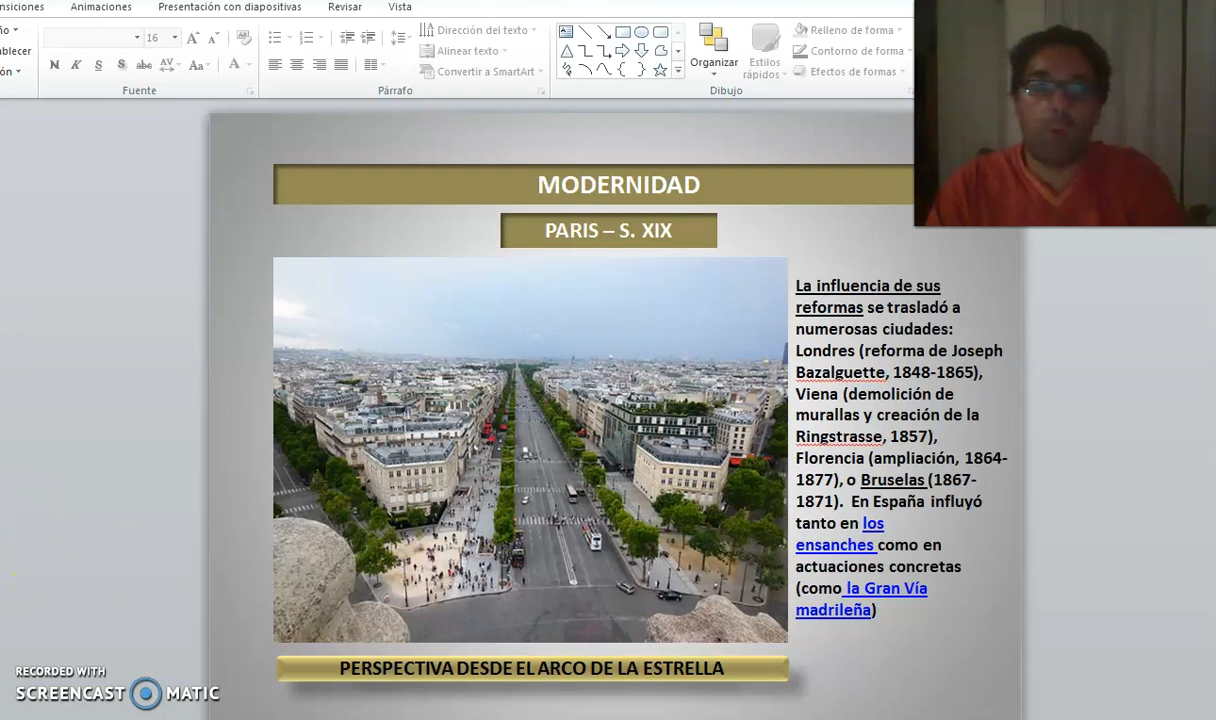 nsiciones Animaciones Presentación con diapositivas Revisar Vista
ño
16
Dirección del texto
Relleno de forma
ablecer
Alinear texto
Organizar
Estilos
rápidos
Contorno de forma
ón
N K S S abc AV Aa A
Convertir a SmartArt
Efectos de formas
Fuente
Párrafo
Dibujo
MODERNIDAD
PARIS – S. XIX
La influencia de sus
reformas se trasladó a
numerosas ciudades:
Londres (reforma de Joseph
Bazalguette, 1848-1865),
Viena (demolición de
murallas y creación de la
Ringstrasse, 1857),
Florencia (ampliación, 1864-
1877), o Bruselas (1867-
1871). En España influyó
tanto en los
ensanches como en
actuaciones concretas
(como la Gran Vía
madrileña)
PERSPECTIVA DESDE EL ARCO DE LA ESTRELLA
RECORDED WITH
SCREENCAST MATIC